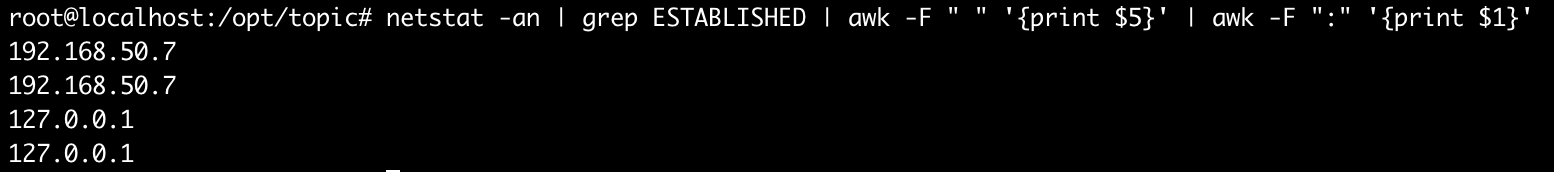 root@localhost:/opt/topic# netstat -an | grep ESTABLISHED | awk -F " " '{print $5}' | awk -F ":" '{print $1}'
192.168.50.7
192.168.50.7
127.0.0.1
127.0.0.1